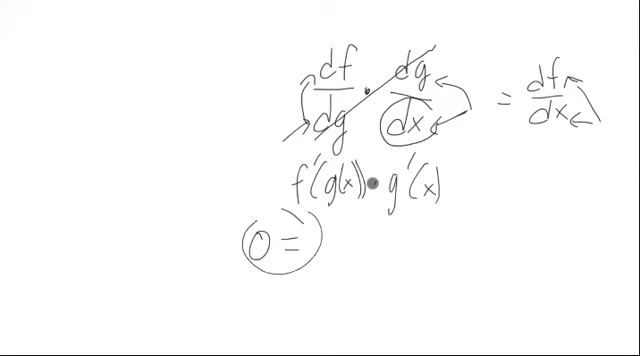 df/dg · dg/dx = df/dx
f'(g(x)) · g'(x)
0 =